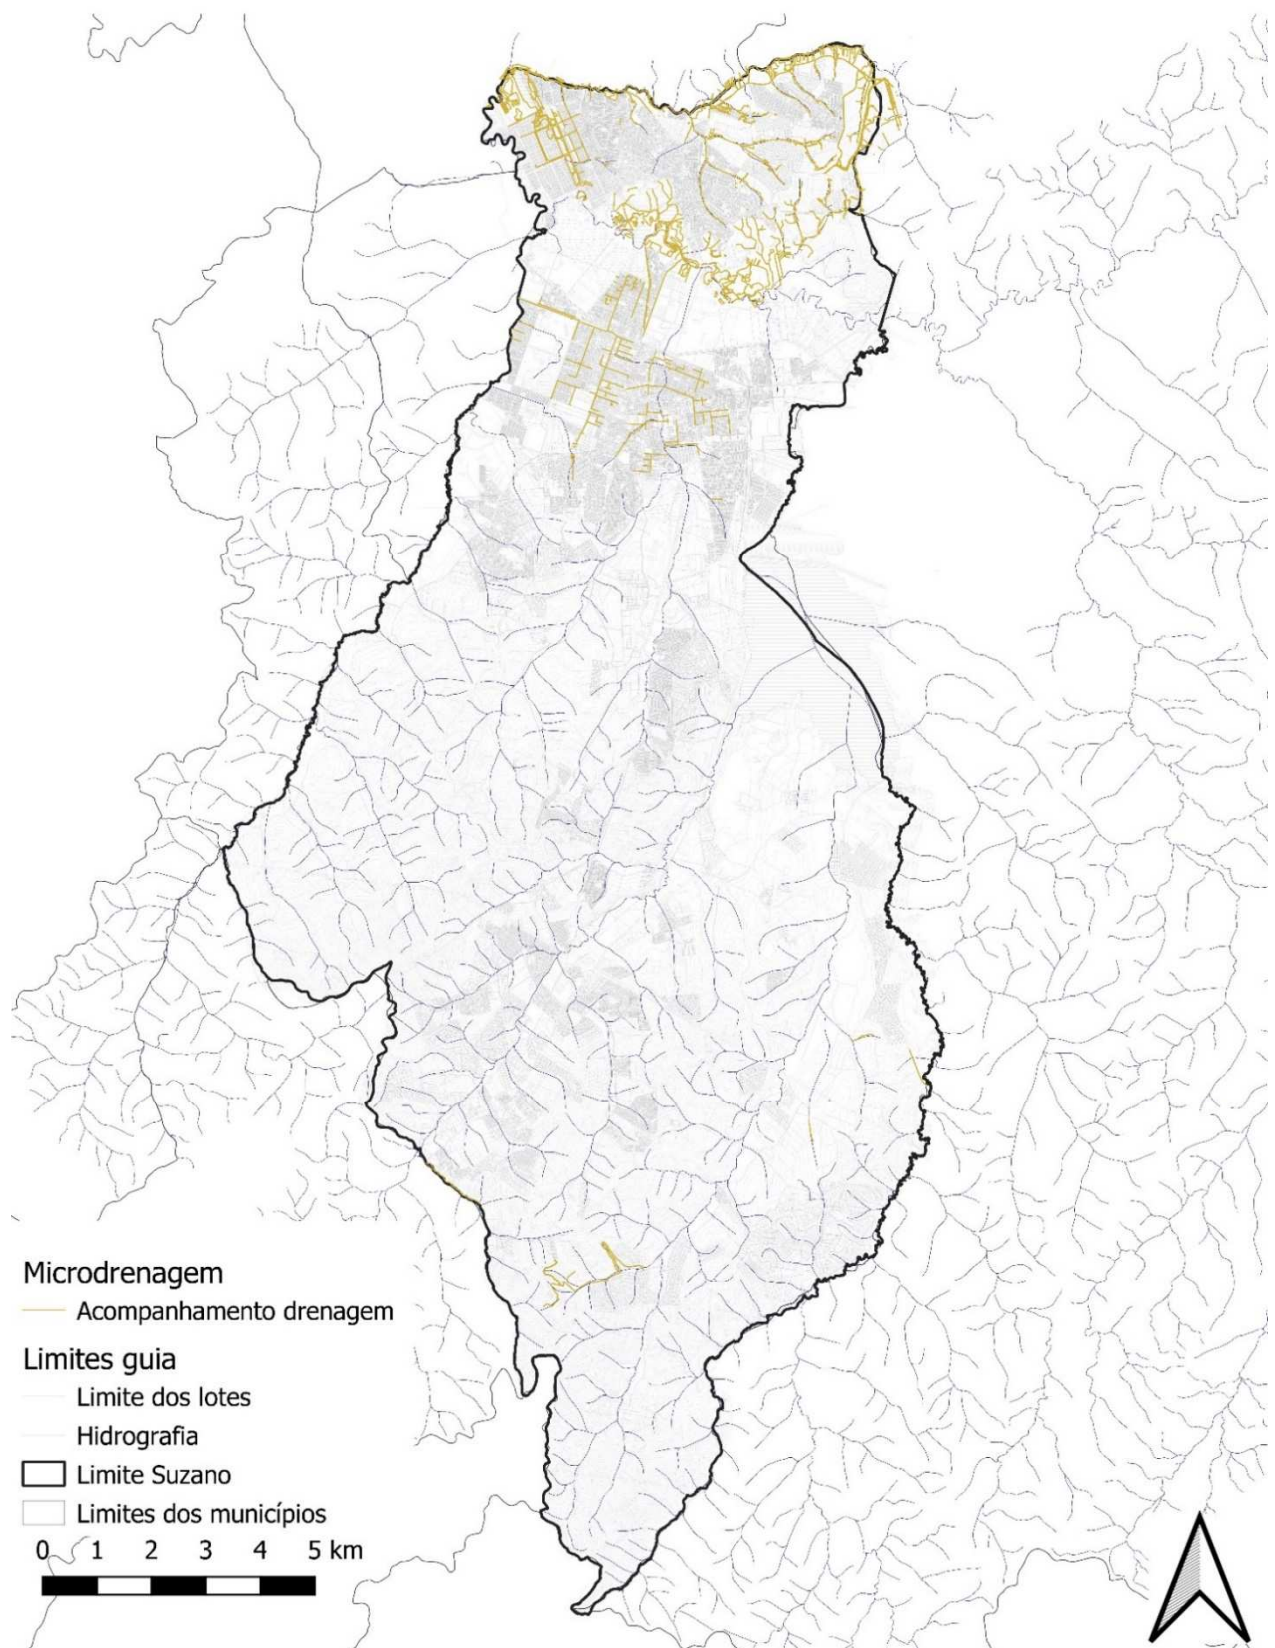 Microdrenagem
Acompanhamento drenagem
Limites guia
Limite dos lotes
Hidrografia
Limite Suzano
Limites dos municípios
0 1 2 3 4 5 km